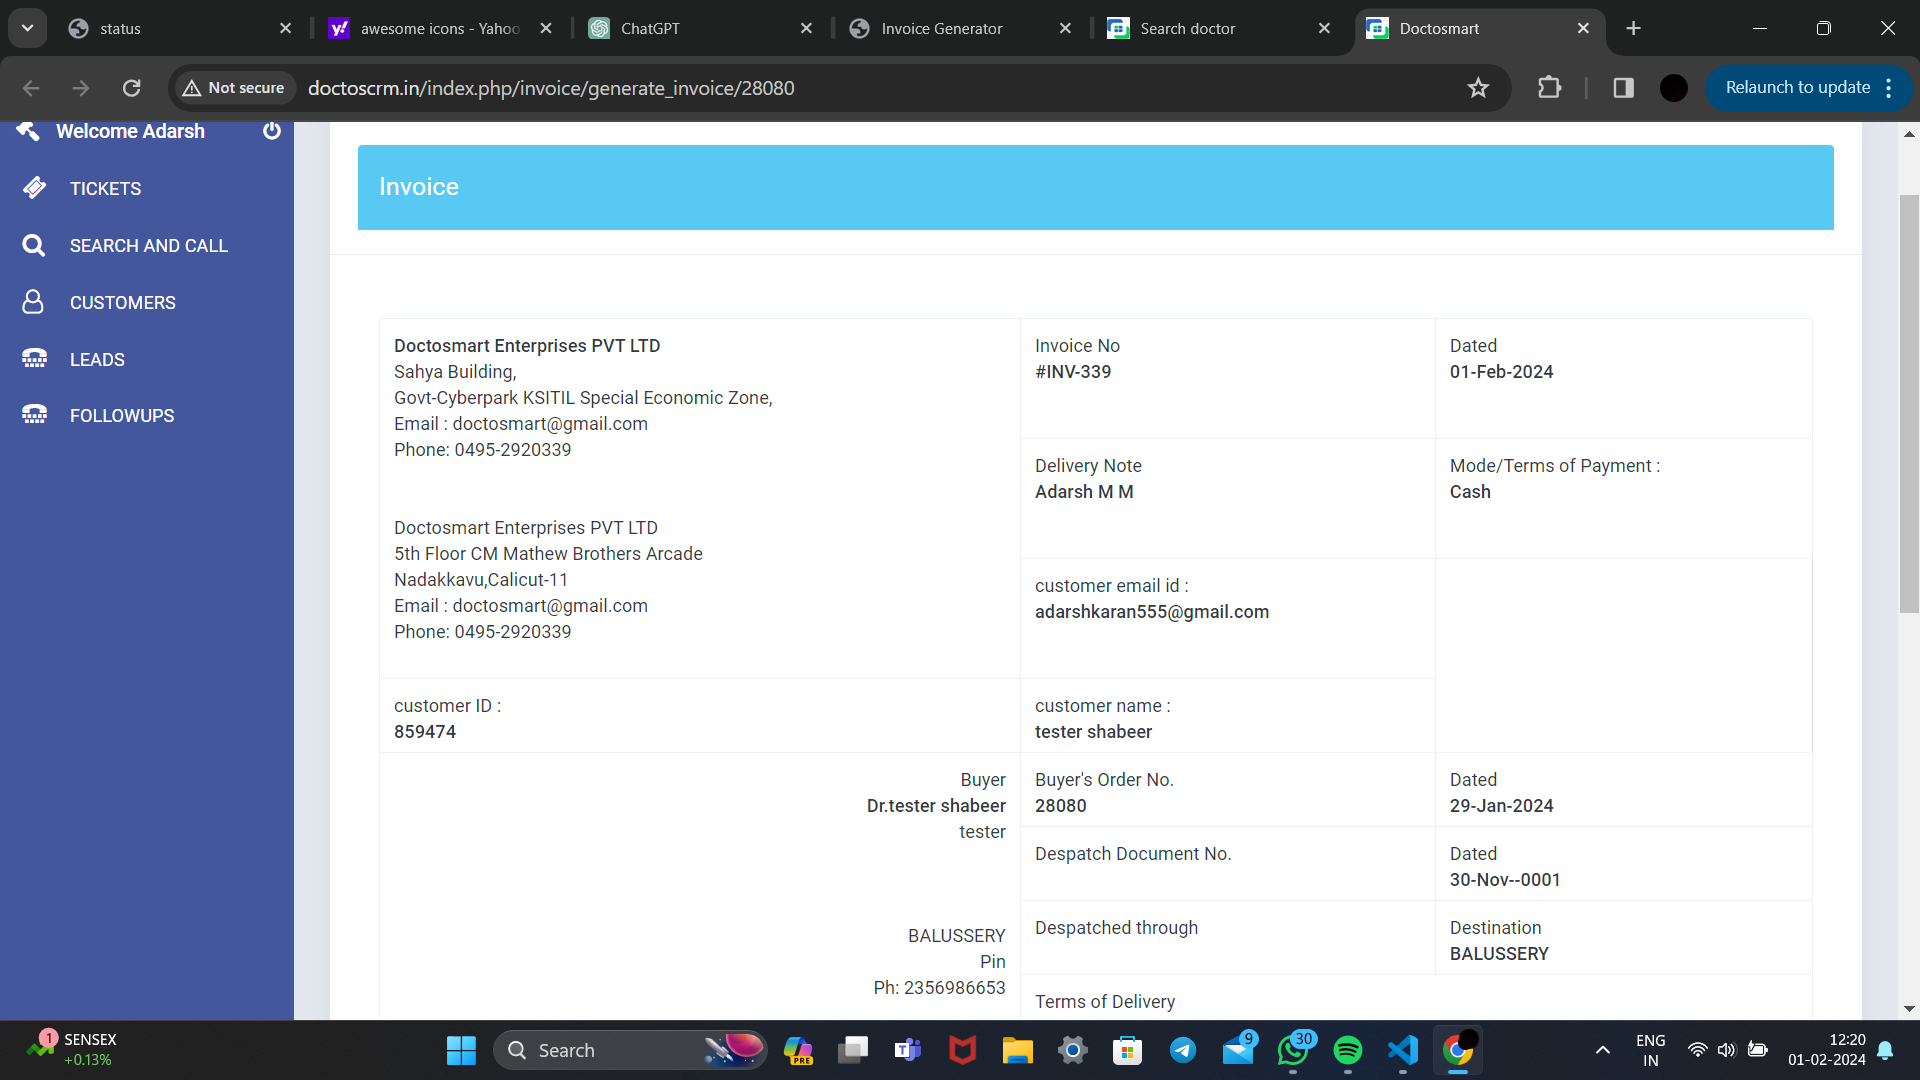 status
awesome icons - Yahoo
ChatGPT
Invoice Generator
Search doctor
Doctosmart
Not secure
doctoscrm.in/index.php/invoice/generate_invoice/28080
Relaunch to update
Welcome Adarsh
TICKETS
SEARCH AND CALL
CUSTOMERS
LEADS
FOLLOWUPS
Invoice
Doctosmart Enterprises PVT LTD
Sahya Building,
Govt-Cyberpark KSITIL Special Economic Zone,
Email : doctosmart@gmail.com
Phone: 0495-2920339
Doctosmart Enterprises PVT LTD
5th Floor CM Mathew Brothers Arcade
Nadakkavu,Calicut-11
Email : doctosmart@gmail.com
Phone: 0495-2920339
Invoice No
#INV-339
Dated
01-Feb-2024
Delivery Note
Adarsh M M
Mode/Terms of Payment :
Cash
customer email id :
adarshkaran555@gmail.com
customer ID :
859474
customer name :
tester shabeer
Buyer
Dr.tester shabeer
tester
BALUSSERY
Pin
Ph: 2356986653
Buyer's Order No.
28080
Dated
29-Jan-2024
Despatch Document No.
Dated
30-Nov--0001
Despatched through
Destination
BALUSSERY
Terms of Delivery
1
SENSEX
+0.13%
Search
PRE
9
30
ENG
IN
12:20
01-02-2024